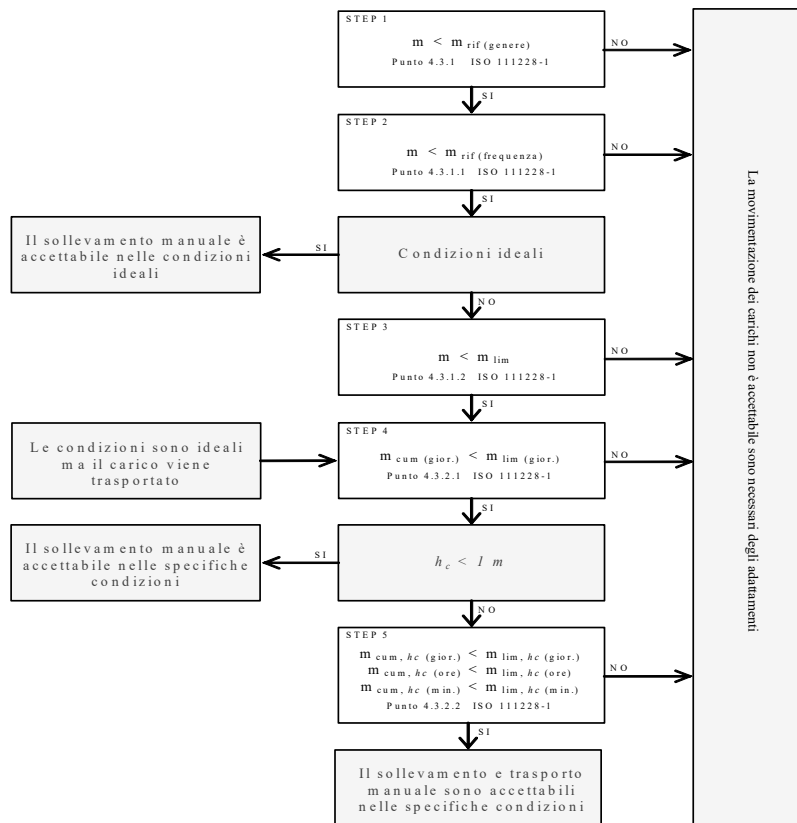 STEP 1
m < m rif (genere)
Punto 4.3.1 ISO 111228-1
NO
SI
STEP 2
m < m rif (frequenza)
Punto 4.3.1.1 ISO 111228-1
NO
SI
Il sollevamento manuale è
accettabile nelle condizioni
ideali
SI
Condizioni ideali
NO
STEP 3
m < m lim
Punto 4.3.1.2 ISO 111228-1
NO
SI
Le condizioni sono ideali
ma il carico viene
trasportato
STEP 4
m cum (gior.) < m lim (gior.)
Punto 4.3.2.1 ISO 111228-1
NO
SI
Il sollevamento manuale è
accettabile nelle specifiche
condizioni
SI
h c < 1 m
NO
STEP 5
m cum, hc (gior.) < m lim, hc (gior.)
m cum, hc (ore) < m lim, hc (ore)
m cum, hc (min.) < m lim, hc (min.)
Punto 4.3.2.2 ISO 111228-1
NO
SI
Il sollevamento e trasporto
manuale sono accettabili
nelle specifiche condizioni
La movimentazione dei carichi non è accettabile sono necessari degli adattamenti